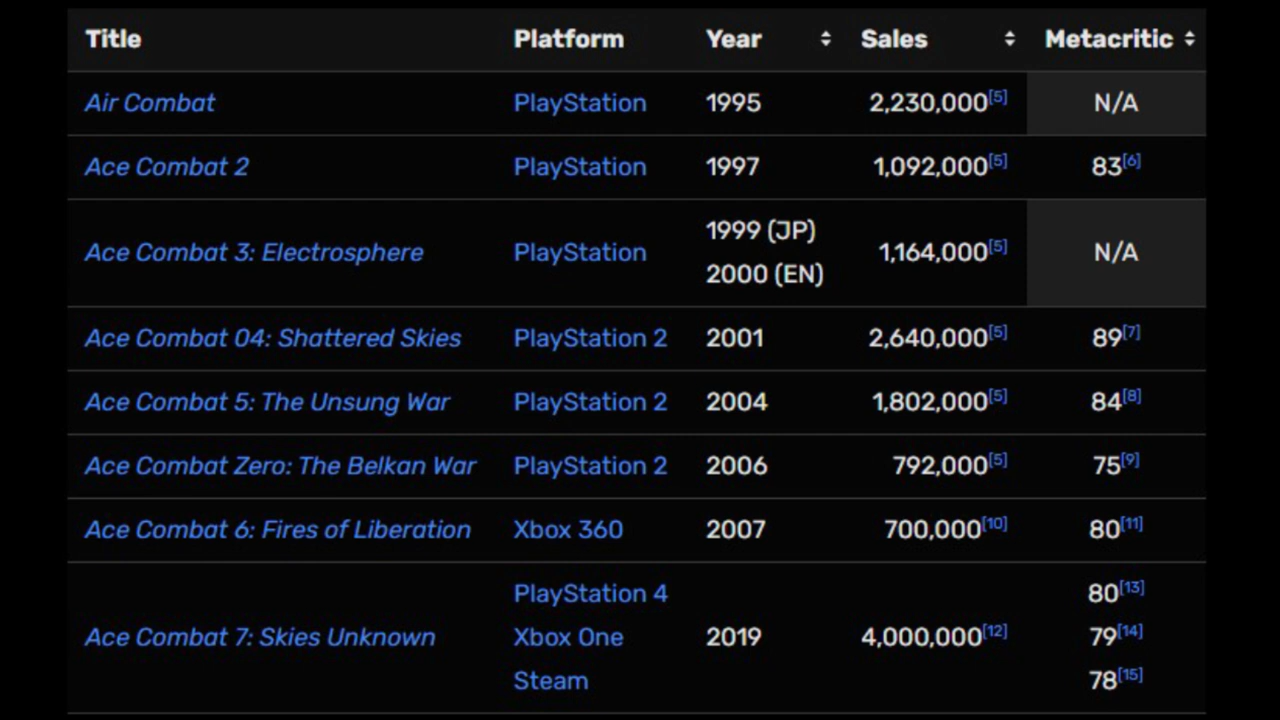 Title Platform Year Sales Metacritic
Air Combat PlayStation 1995 2,230,000[5] N/A
Ace Combat 2 PlayStation 1997 1,092,000[5] 83[6]
Ace Combat 3: Electrosphere PlayStation 1999 (JP) 1,164,000[5] N/A
2000 (EN)
Ace Combat 04: Shattered Skies PlayStation 2 2001 2,640,000[5] 89[7]
Ace Combat 5: The Unsung War PlayStation 2 2004 1,802,000[5] 84[8]
Ace Combat Zero: The Belkan War PlayStation 2 2006 792,000[5] 75[9]
Ace Combat 6: Fires of Liberation Xbox 360 2007 700,000[10] 80[11]
PlayStation 4 80[13]
Ace Combat 7: Skies Unknown Xbox One 2019 4,000,000[12] 79[14]
Steam 78[15]